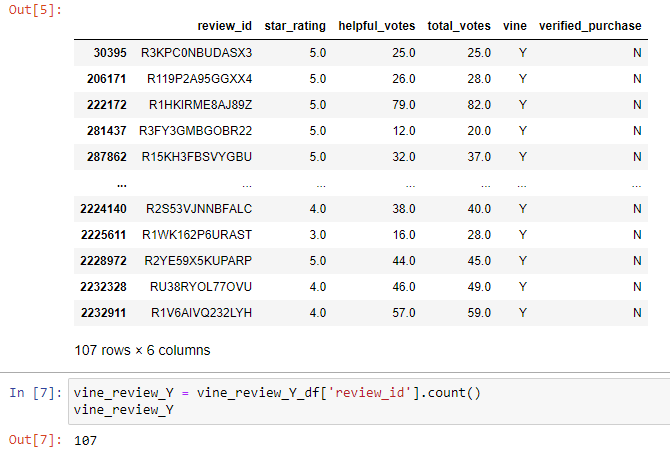 Out[5]:
review_id star_rating helpful_votes total_votes vine verified_purchase
30395 R3KPC0NBUDASX3 5.0 25.0 25.0 Y N
206171 R119P2A95GGXX4 5.0 26.0 28.0 Y N
222172 R1HKIRME8AJ89Z 5.0 79.0 82.0 Y N
281437 R3FY3GMBGOBR22 5.0 12.0 20.0 Y N
287862 R15KH3FBSVYGBU 5.0 32.0 37.0 Y N
... ... ... ... ... ... ...
2224140 R2S53VJNNBFALC 4.0 38.0 40.0 Y N
2225611 R1WK162P6URAST 3.0 16.0 28.0 Y N
2228972 R2YE59X5KUPARP 5.0 44.0 45.0 Y N
2232328 RU38RYOL77OVU 4.0 46.0 49.0 Y N
2232911 R1V6AIVQ232LYH 4.0 57.0 59.0 Y N
107 rows × 6 columns
In [7]: vine_review_Y = vine_review_Y_df['review_id'].count()
vine_review_Y
Out[7]: 107